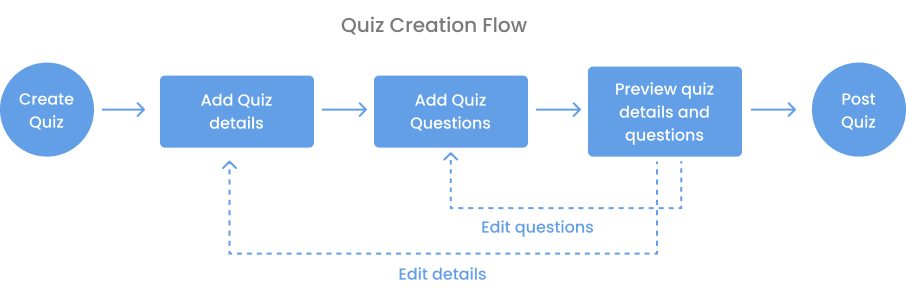 Quiz Creation Flow
Create
Quiz
Add Quiz
details
Add Quiz
Questions
Preview quiz
details and
questions
Post
Quiz
Edit questions
Edit details